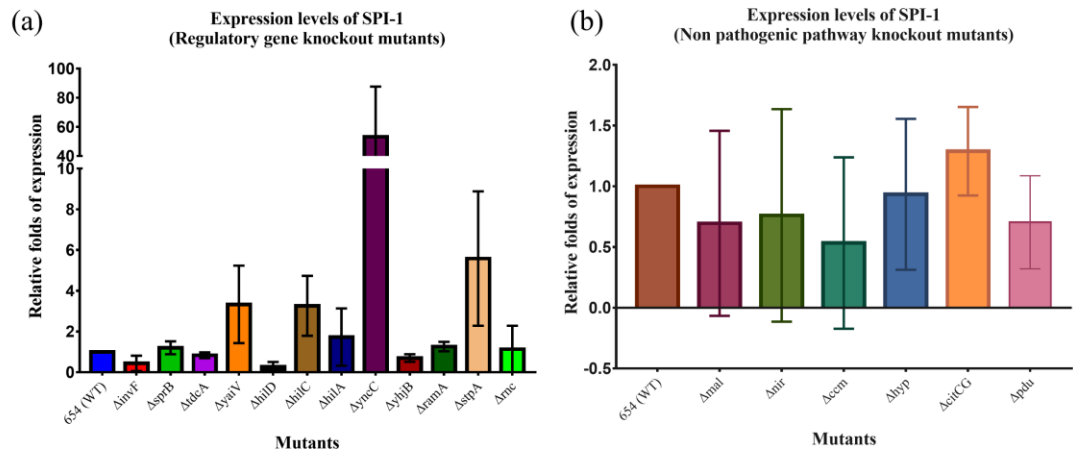 (a)
Expression levels of SPI-1
(Regulatory gene knockout mutants)
Relative folds of expression
100
80
60
40
10
8
6
4
2
0
654 (WT)
ΔinvF
ΔsprB
ΔtdcA
ΔyaiV
ΔhilD
ΔhilC
ΔhilA
ΔyncC
ΔyhjB
ΔramA
ΔstpA
Δrnc
Mutants
(b)
Expression levels of SPI-1
(Non pathogenic pathway knockout mutants)
Relative folds of expression
2.0
1.5
1.0
0.5
0.0
-0.5
654 (WT)
Δmal
Δnir
Δccm
Δhyp
ΔcitCG
Δpdu
Mutants